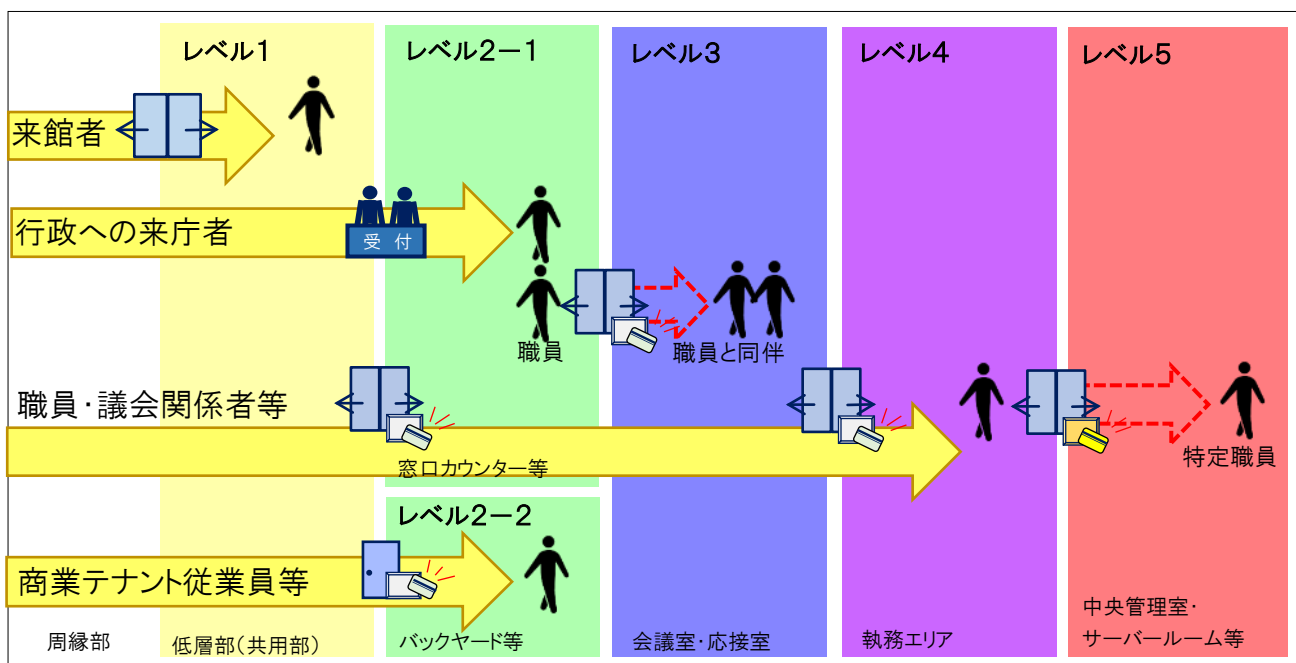 レベル1
レベル2－1
レベル3
レベル4
レベル5
来館者
行政への来庁者
受 付
職員
職員と同伴
職員・議会関係者等
窓口カウンター等
特定職員
レベル2－2
商業テナント従業員等
周縁部
低層部(共用部)
バックヤード等
会議室・応接室
執務エリア
中央管理室・
サーバールーム等